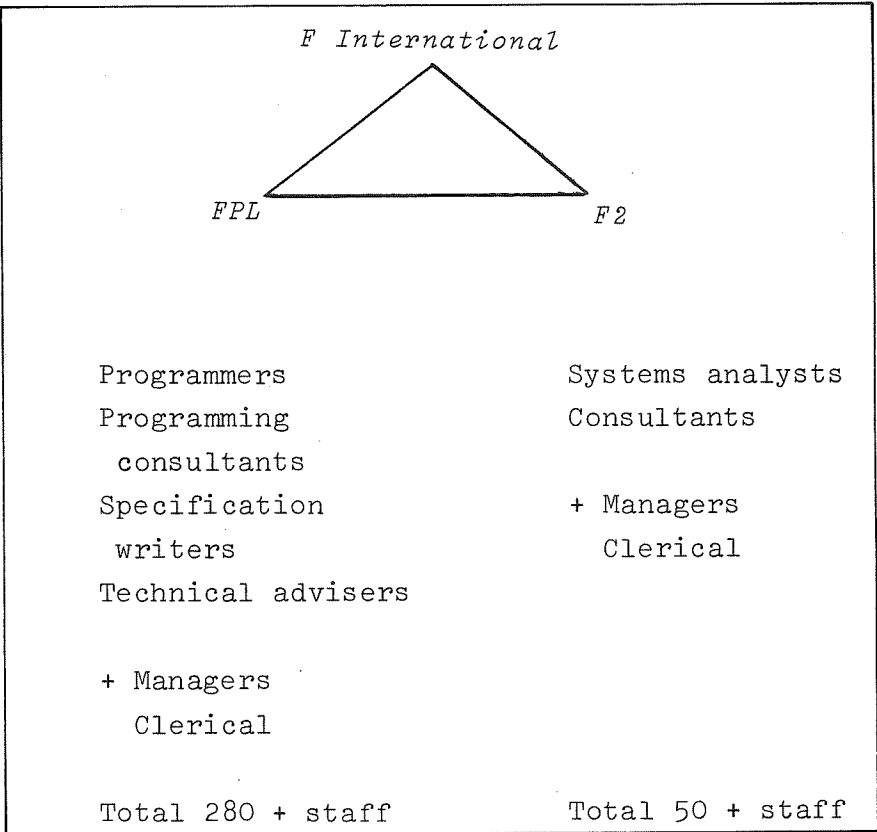 F International
FPL
F2
Programmers
Programming
consultants
Specification
writers
Technical advisers
+ Managers
Clerical
Total 280 + staff
Systems analysts
Consultants
+ Managers
Clerical
Total 50 + staff